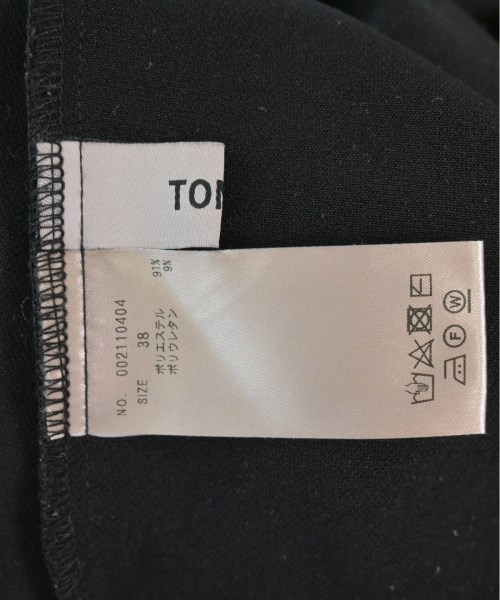 TON
NO. 002110404
SIZE 38
ポリエステル 91%
ポリウレタン 9%
F
W